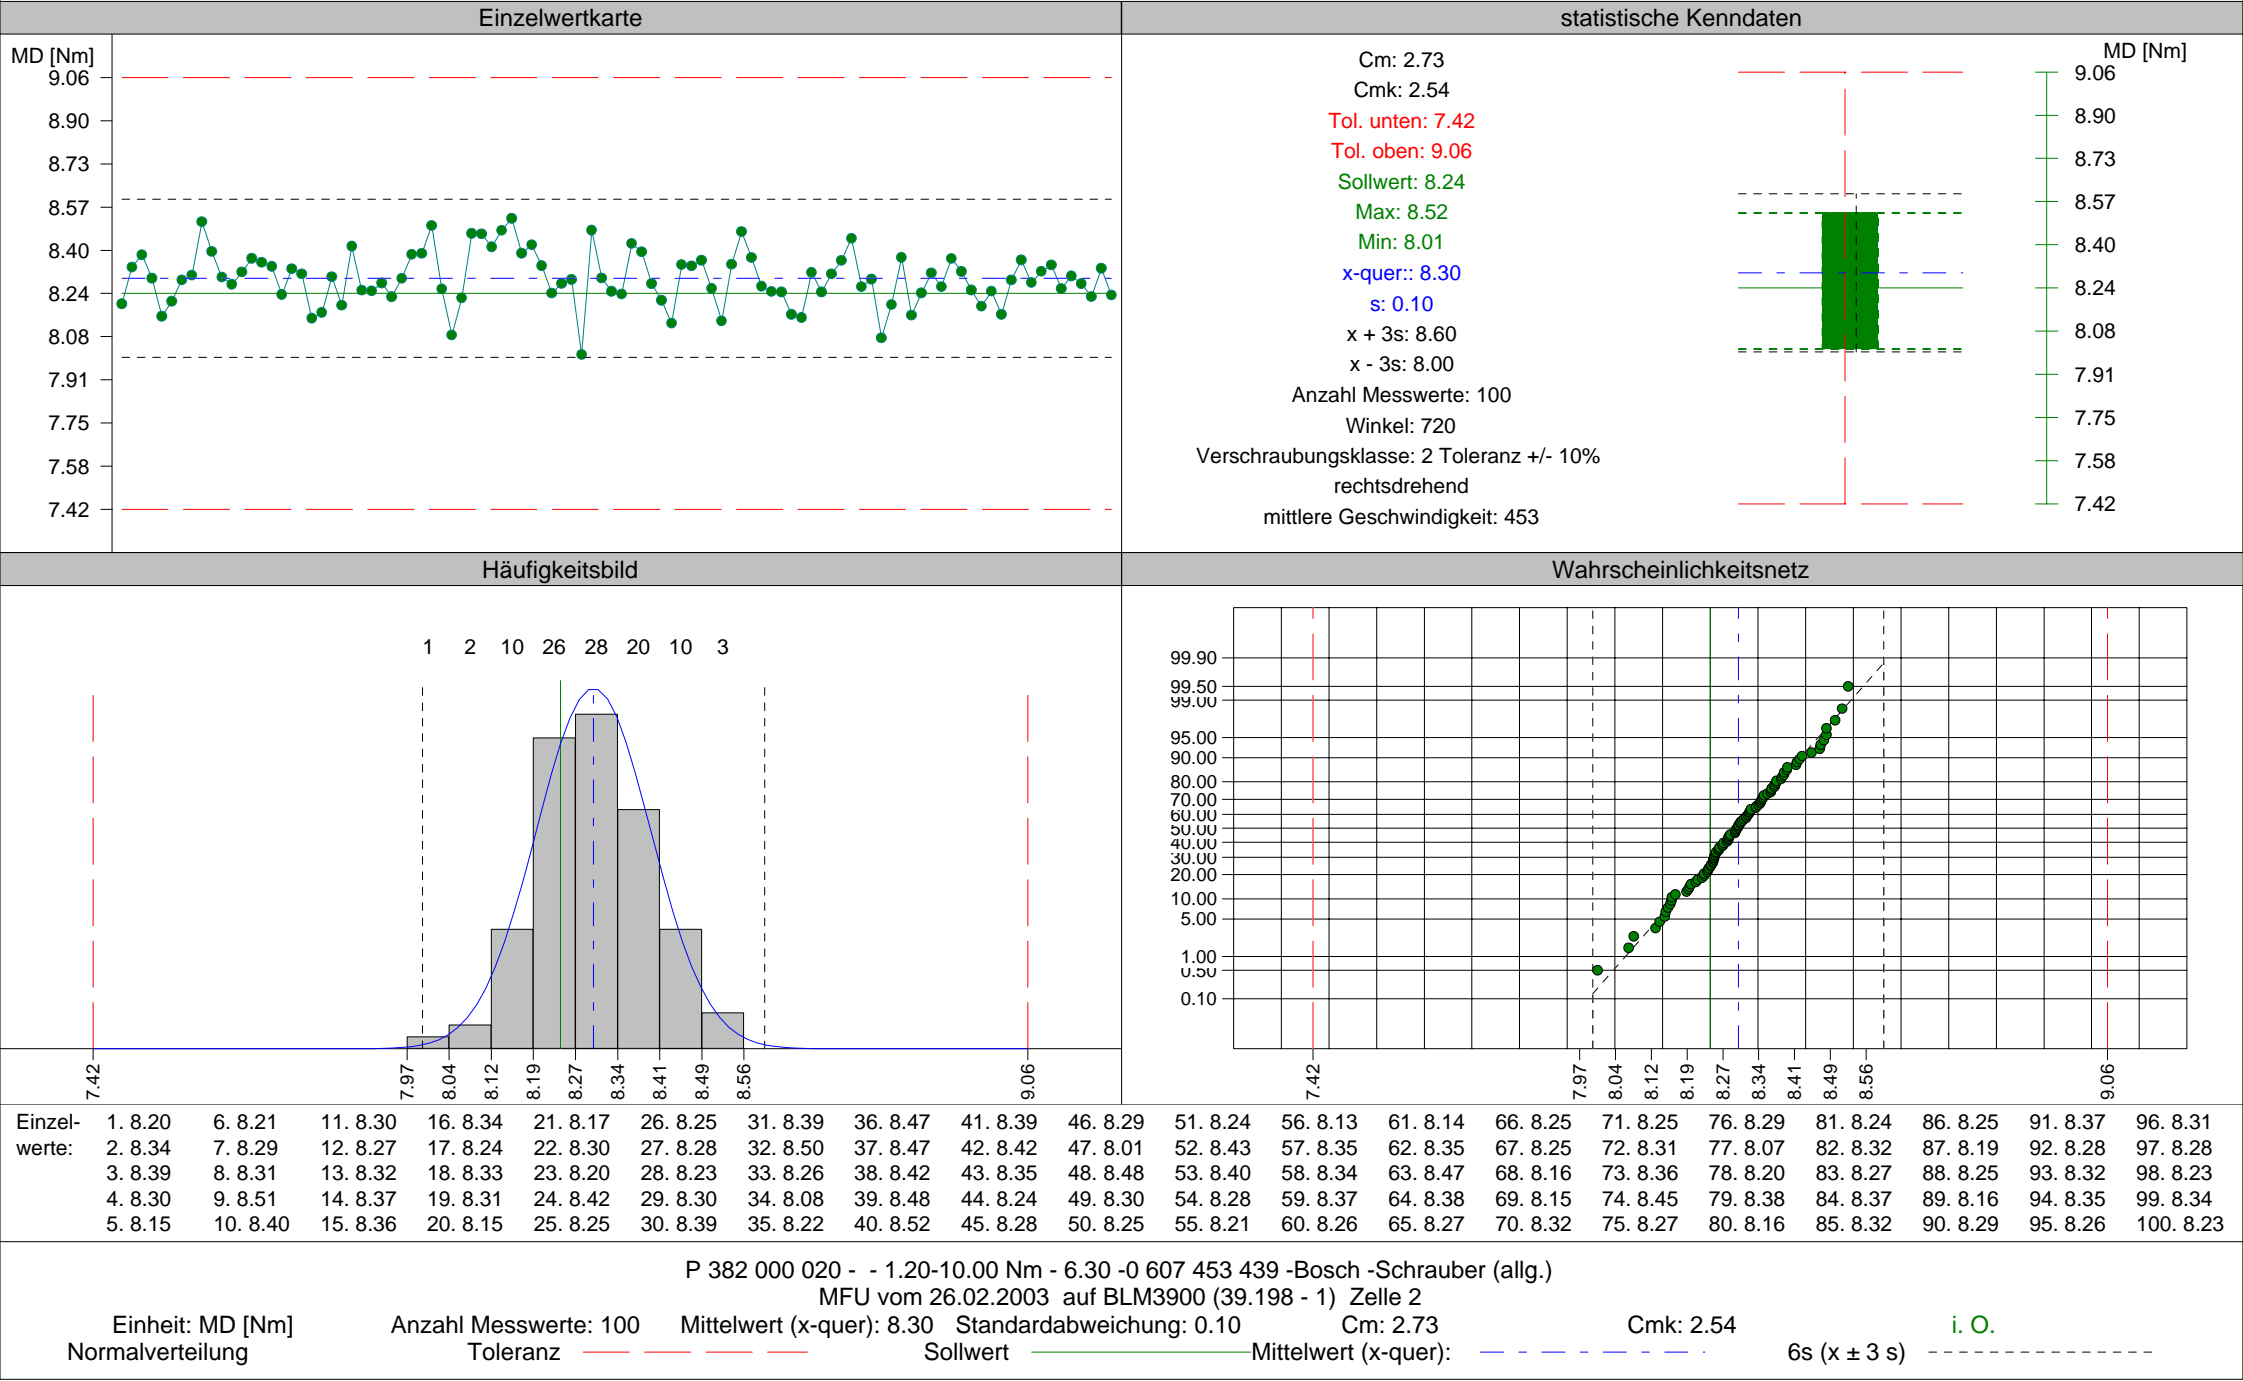 Einzelwertkarte
MD [Nm]
9.06
8.90
8.73
8.57
8.40
8.24
8.08
7.91
7.75
7.58
7.42
statistische Kenndaten
Cm: 2.73
Cmk: 2.54
Tol. unten: 7.42
Tol. oben: 9.06
Sollwert: 8.24
Max: 8.52
Min: 8.01
x-quer:: 8.30
s: 0.10
x + 3s: 8.60
x - 3s: 8.00
Anzahl Messwerte: 100
Winkel: 720
Verschraubungsklasse: 2 Toleranz +/- 10%
rechtsdrehend
mittlere Geschwindigkeit: 453
MD [Nm]
9.06
8.90
8.73
8.57
8.40
8.24
8.08
7.91
7.75
7.58
7.42
Häufigkeitsbild
1 2 10 26 28 20 10 3
7.42 7.97 8.04 8.12 8.19 8.27 8.34 8.41 8.49 8.56 9.06
Wahrscheinlichkeitsnetz
99.90
99.50
99.00
95.00
90.00
80.00
70.00
60.00
50.00
40.00
30.00
20.00
10.00
5.00
1.00
0.50
0.10
7.42 7.97 8.04 8.12 8.19 8.27 8.34 8.41 8.49 8.56 9.06
Einzel- 1. 8.20 6. 8.21 11. 8.30 16. 8.34 21. 8.17 26. 8.25 31. 8.39 36. 8.47 41. 8.39 46. 8.29 51. 8.24 56. 8.13 61. 8.14 66. 8.25 71. 8.25 76. 8.29 81. 8.24 86. 8.25 91. 8.37 96. 8.31
werte: 2. 8.34 7. 8.29 12. 8.27 17. 8.24 22. 8.30 27. 8.28 32. 8.50 37. 8.47 42. 8.42 47. 8.01 52. 8.43 57. 8.35 62. 8.35 67. 8.25 72. 8.31 77. 8.07 82. 8.32 87. 8.19 92. 8.28 97. 8.28
3. 8.39 8. 8.31 13. 8.32 18. 8.33 23. 8.20 28. 8.23 33. 8.26 38. 8.42 43. 8.35 48. 8.48 53. 8.40 58. 8.34 63. 8.47 68. 8.16 73. 8.36 78. 8.20 83. 8.27 88. 8.25 93. 8.32 98. 8.23
4. 8.30 9. 8.51 14. 8.37 19. 8.31 24. 8.42 29. 8.30 34. 8.08 39. 8.48 44. 8.24 49. 8.30 54. 8.28 59. 8.37 64. 8.38 69. 8.15 74. 8.45 79. 8.38 84. 8.37 89. 8.16 94. 8.35 99. 8.34
5. 8.15 10. 8.40 15. 8.36 20. 8.15 25. 8.25 30. 8.39 35. 8.22 40. 8.52 45. 8.28 50. 8.25 55. 8.21 60. 8.26 65. 8.27 70. 8.32 75. 8.27 80. 8.16 85. 8.32 90. 8.29 95. 8.26 100. 8.23
P 382 000 020 - - 1.20-10.00 Nm - 6.30 -0 607 453 439 -Bosch -Schrauber (allg.)
MFU vom 26.02.2003 auf BLM3900 (39.198 - 1) Zelle 2
Einheit: MD [Nm] Anzahl Messwerte: 100 Mittelwert (x-quer): 8.30 Standardabweichung: 0.10 Cm: 2.73 Cmk: 2.54 i. O.
Normalverteilung Toleranz Sollwert Mittelwert (x-quer): 6s (x ± 3 s)